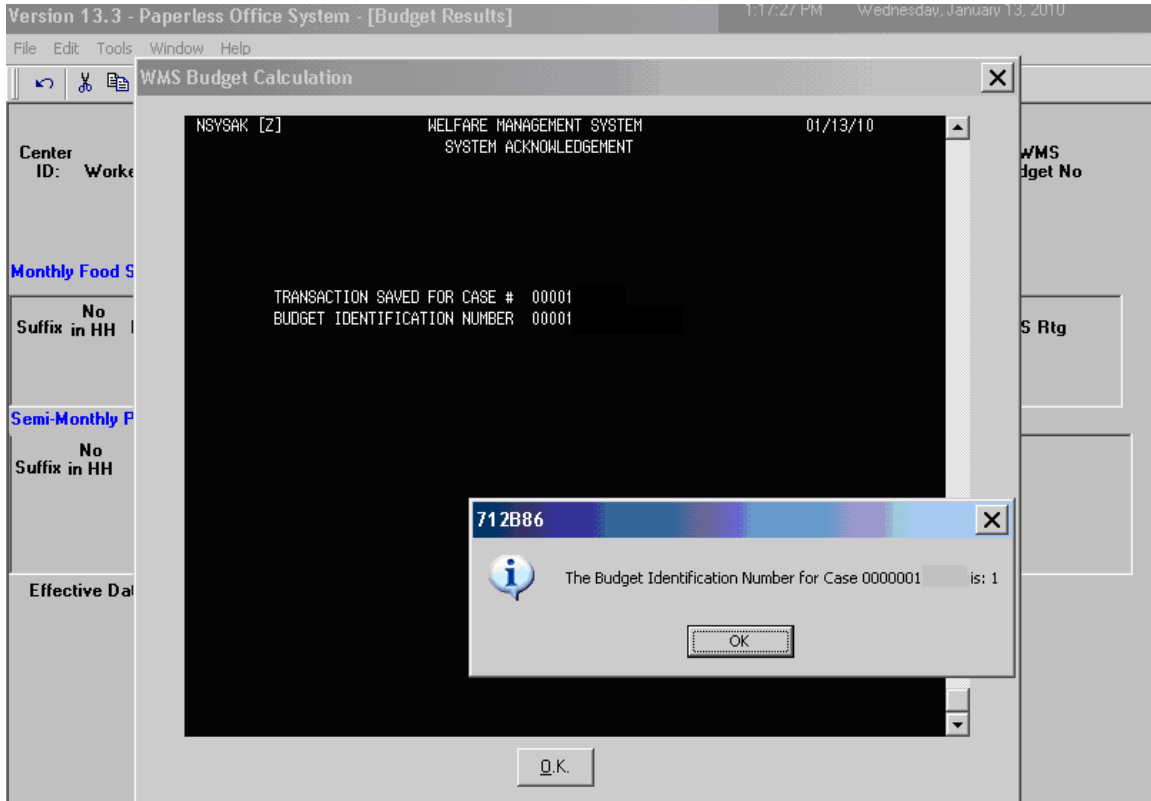 Version 13.3 - Paperless Office System - [Budget Results]
1:17:27 PM Wednesday, January 13, 2010
File Edit Tools Window Help
WMS Budget Calculation
NSYSAK [Z] WELFARE MANAGEMENT SYSTEM 01/13/10
SYSTEM ACKNOWLEDGEMENT
Center
ID:
WMS
No
Monthly Food
TRANSACTION SAVED FOR CASE # 00001
BUDGET IDENTIFICATION NUMBER 00001
No
Suffix in HH
Rtg
Semi-Monthly
No
Suffix in HH
712B86
The Budget Identification Number for Case 0000001 is: 1
OK
Effective
O.K.